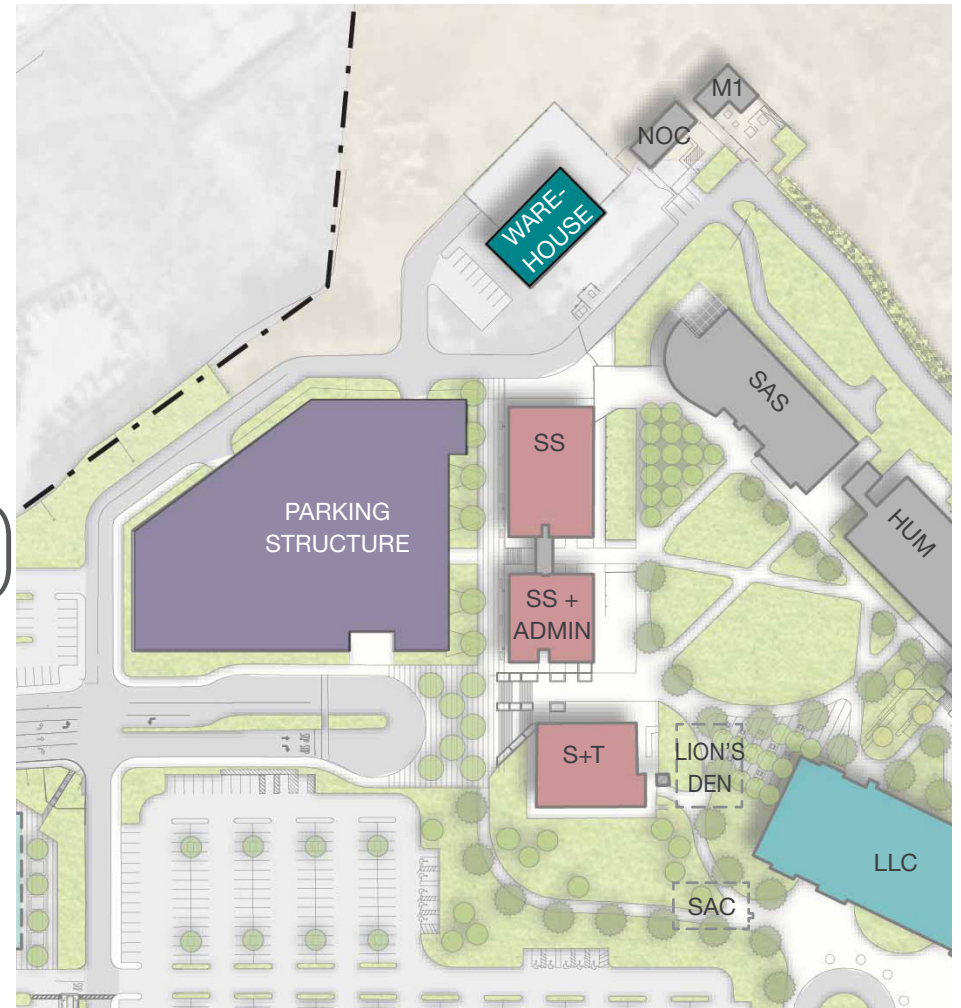 M1
NOC
WARE-
HOUSE
SAS
SS
HUM
PARKING
STRUCTURE
SS +
ADMIN
S+T
LION'S
DEN
LLC
SAC